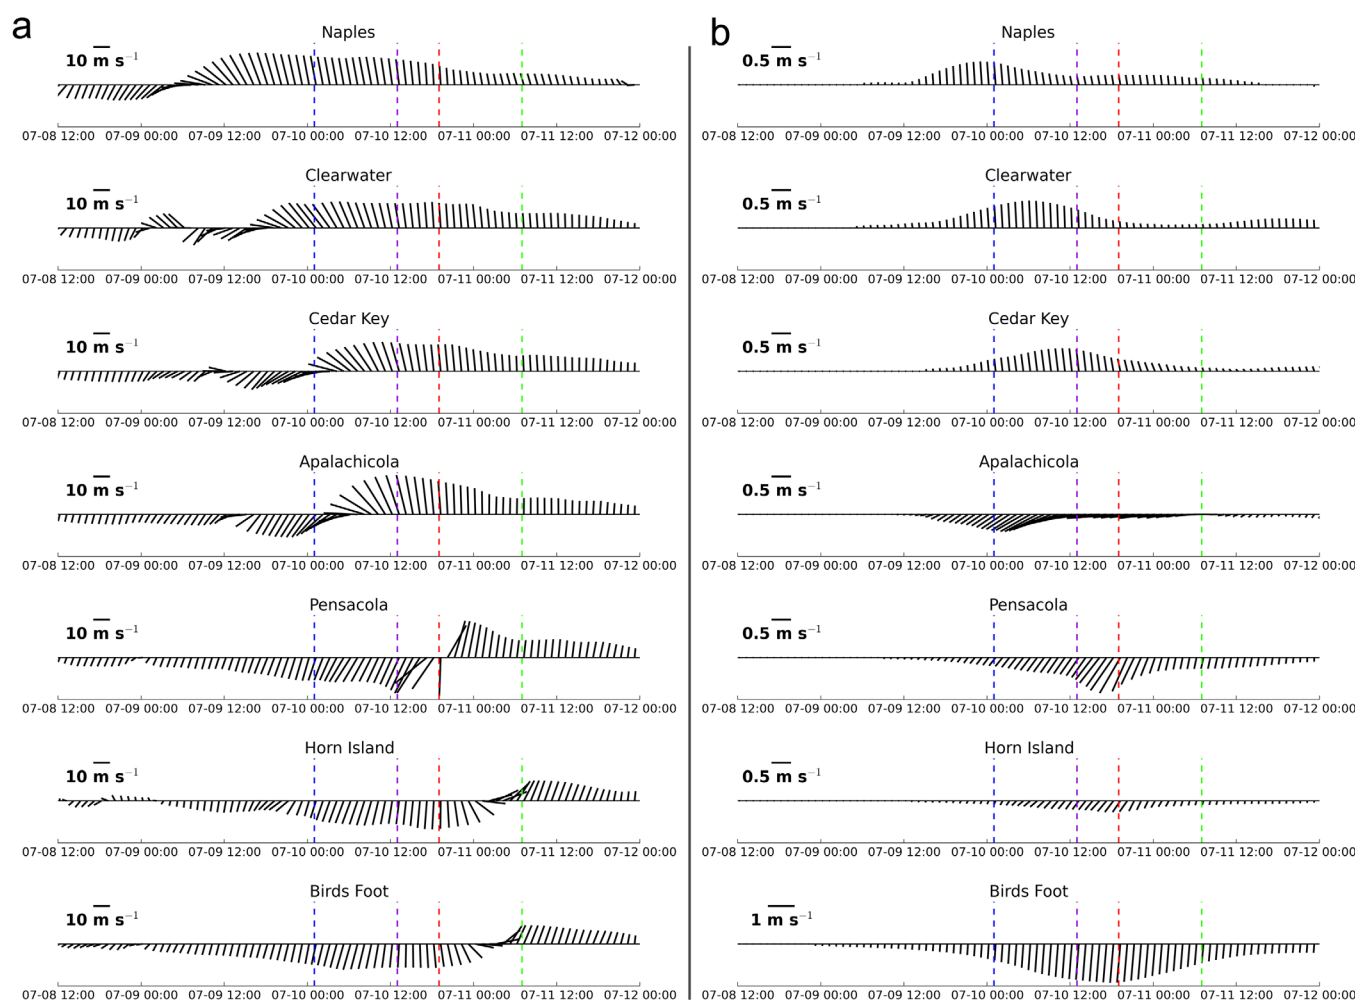 a
Naples
10 m s⁻¹
07-08 12:00 07-09 00:00 07-09 12:00 07-10 00:00 07-10 12:00 07-11 00:00 07-11 12:00 07-12 00:00
Clearwater
10 m s⁻¹
07-08 12:00 07-09 00:00 07-09 12:00 07-10 00:00 07-10 12:00 07-11 00:00 07-11 12:00 07-12 00:00
Cedar Key
10 m s⁻¹
07-08 12:00 07-09 00:00 07-09 12:00 07-10 00:00 07-10 12:00 07-11 00:00 07-11 12:00 07-12 00:00
Apalachicola
10 m s⁻¹
07-08 12:00 07-09 00:00 07-09 12:00 07-10 00:00 07-10 12:00 07-11 00:00 07-11 12:00 07-12 00:00
Pensacola
10 m s⁻¹
07-08 12:00 07-09 00:00 07-09 12:00 07-10 00:00 07-10 12:00 07-11 00:00 07-11 12:00 07-12 00:00
Horn Island
10 m s⁻¹
07-08 12:00 07-09 00:00 07-09 12:00 07-10 00:00 07-10 12:00 07-11 00:00 07-11 12:00 07-12 00:00
Birds Foot
10 m s⁻¹
07-08 12:00 07-09 00:00 07-09 12:00 07-10 00:00 07-10 12:00 07-11 00:00 07-11 12:00 07-12 00:00
b
Naples
0.5 m s⁻¹
07-08 12:00 07-09 00:00 07-09 12:00 07-10 00:00 07-10 12:00 07-11 00:00 07-11 12:00 07-12 00:00
Clearwater
0.5 m s⁻¹
07-08 12:00 07-09 00:00 07-09 12:00 07-10 00:00 07-10 12:00 07-11 00:00 07-11 12:00 07-12 00:00
Cedar Key
0.5 m s⁻¹
07-08 12:00 07-09 00:00 07-09 12:00 07-10 00:00 07-10 12:00 07-11 00:00 07-11 12:00 07-12 00:00
Apalachicola
0.5 m s⁻¹
07-08 12:00 07-09 00:00 07-09 12:00 07-10 00:00 07-10 12:00 07-11 00:00 07-11 12:00 07-12 00:00
Pensacola
0.5 m s⁻¹
07-08 12:00 07-09 00:00 07-09 12:00 07-10 00:00 07-10 12:00 07-11 00:00 07-11 12:00 07-12 00:00
Horn Island
0.5 m s⁻¹
07-08 12:00 07-09 00:00 07-09 12:00 07-10 00:00 07-10 12:00 07-11 00:00 07-11 12:00 07-12 00:00
Birds Foot
1 m s⁻¹
07-08 12:00 07-09 00:00 07-09 12:00 07-10 00:00 07-10 12:00 07-11 00:00 07-11 12:00 07-12 00:00